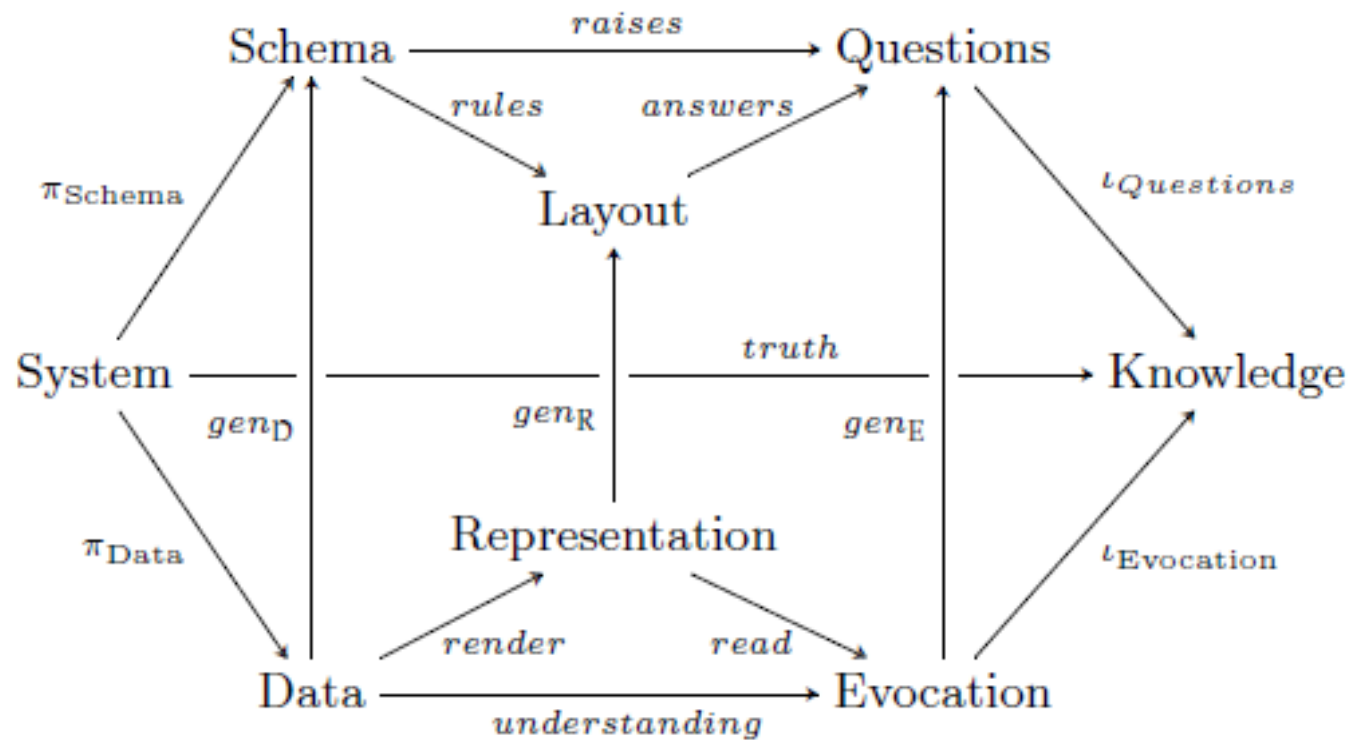 raises
Schema Questions
rules answers
πSchema ιQuestions
Layout
truth
System Knowledge
genD genR genE
Representation
πData ιEvocation
render read
Data Evocation
understanding